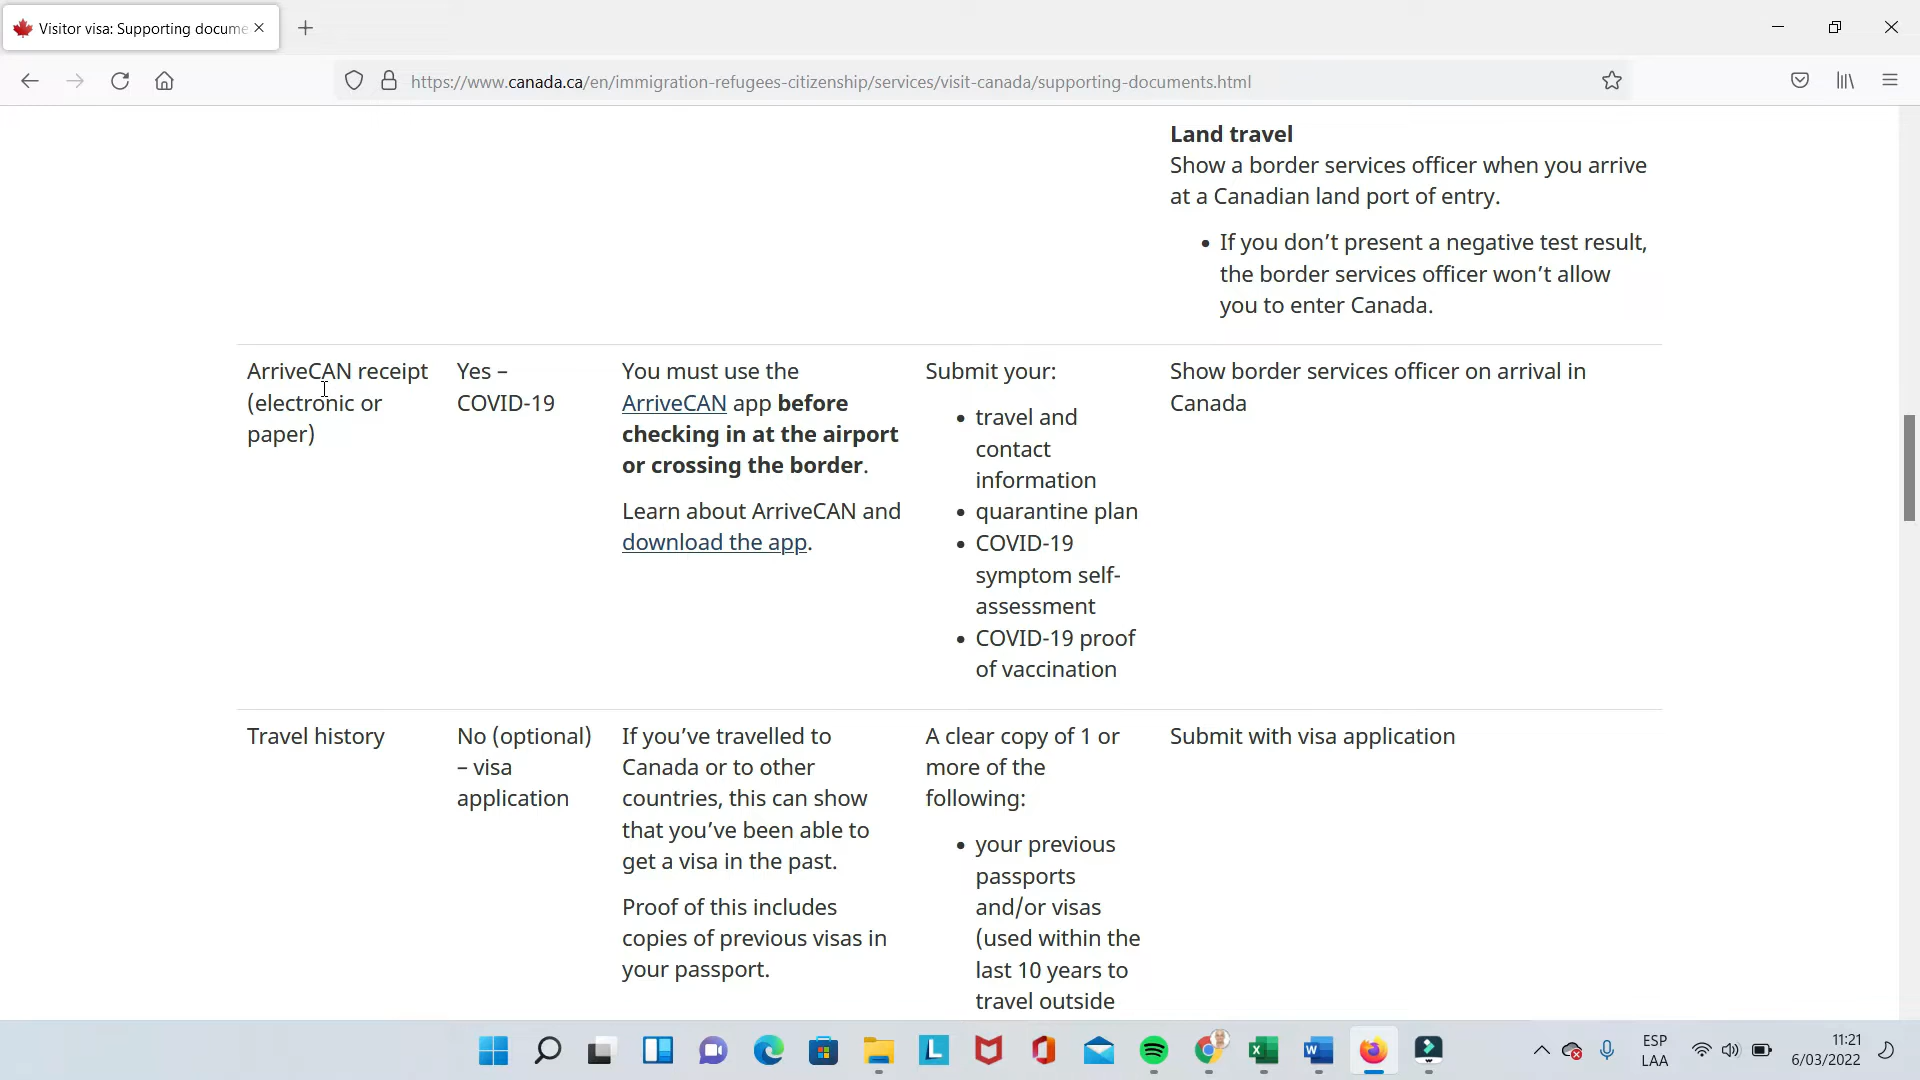 Visitor visa: Supporting docume
https://www.canada.ca/en/immigration-refugees-citizenship/services/visit-canada/supporting-documents.html
Land travel
Show a border services officer when you arrive
at a Canadian land port of entry.
• If you don’t present a negative test result,
the border services officer won’t allow
you to enter Canada.
ArriveCAN receipt
(electronic or
paper)
Yes –
COVID-19
You must use the
ArriveCAN app before
checking in at the airport
or crossing the border.
Learn about ArriveCAN and
download the app.
Submit your:
• travel and
contact
information
• quarantine plan
• COVID-19
symptom self-
assessment
• COVID-19 proof
of vaccination
Show border services officer on arrival in
Canada
Travel history
No (optional)
– visa
application
If you’ve travelled to
Canada or to other
countries, this can show
that you’ve been able to
get a visa in the past.
Proof of this includes
copies of previous visas in
your passport.
A clear copy of 1 or
more of the
following:
• your previous
passports
and/or visas
(used within the
last 10 years to
travel outside
Submit with visa application
ESP
LAA
11:21
6/03/2022